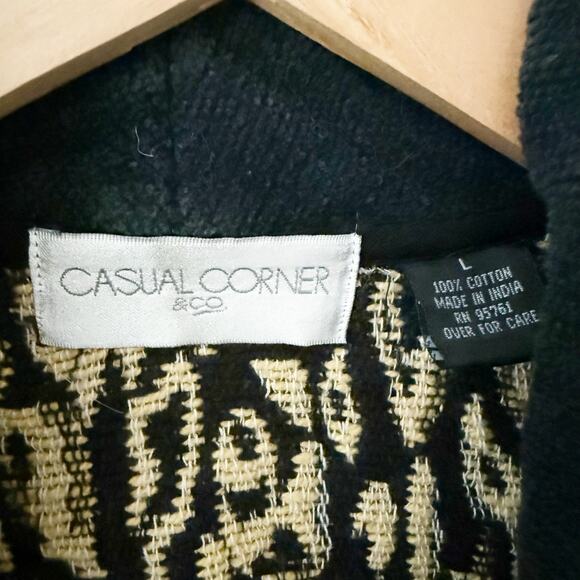 CASUAL CORNER
&CO.
L
100% COTTON
MADE IN INDIA
RN 95761
OVER FOR CARE